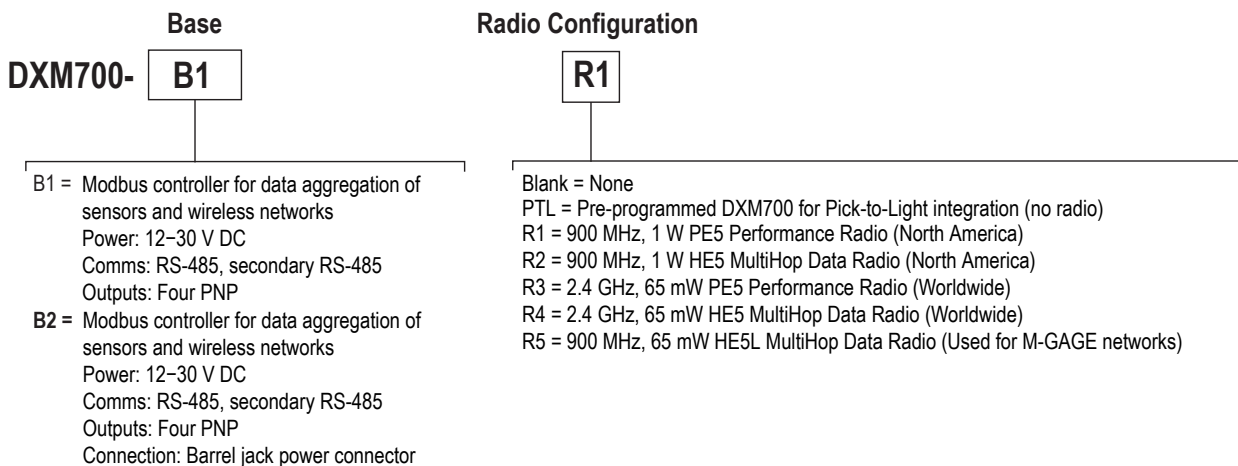 Base
Radio Configuration
DXM700- B1
R1
B1 = Modbus controller for data aggregation of
sensors and wireless networks
Power: 12−30 V DC
Comms: RS-485, secondary RS-485
Outputs: Four PNP
B2 = Modbus controller for data aggregation of
sensors and wireless networks
Power: 12−30 V DC
Comms: RS-485, secondary RS-485
Outputs: Four PNP
Connection: Barrel jack power connector
Blank = None
PTL = Pre-programmed DXM700 for Pick-to-Light integration (no radio)
R1 = 900 MHz, 1 W PE5 Performance Radio (North America)
R2 = 900 MHz, 1 W HE5 MultiHop Data Radio (North America)
R3 = 2.4 GHz, 65 mW PE5 Performance Radio (Worldwide)
R4 = 2.4 GHz, 65 mW HE5 MultiHop Data Radio (Worldwide)
R5 = 900 MHz, 65 mW HE5L MultiHop Data Radio (Used for M-GAGE networks)